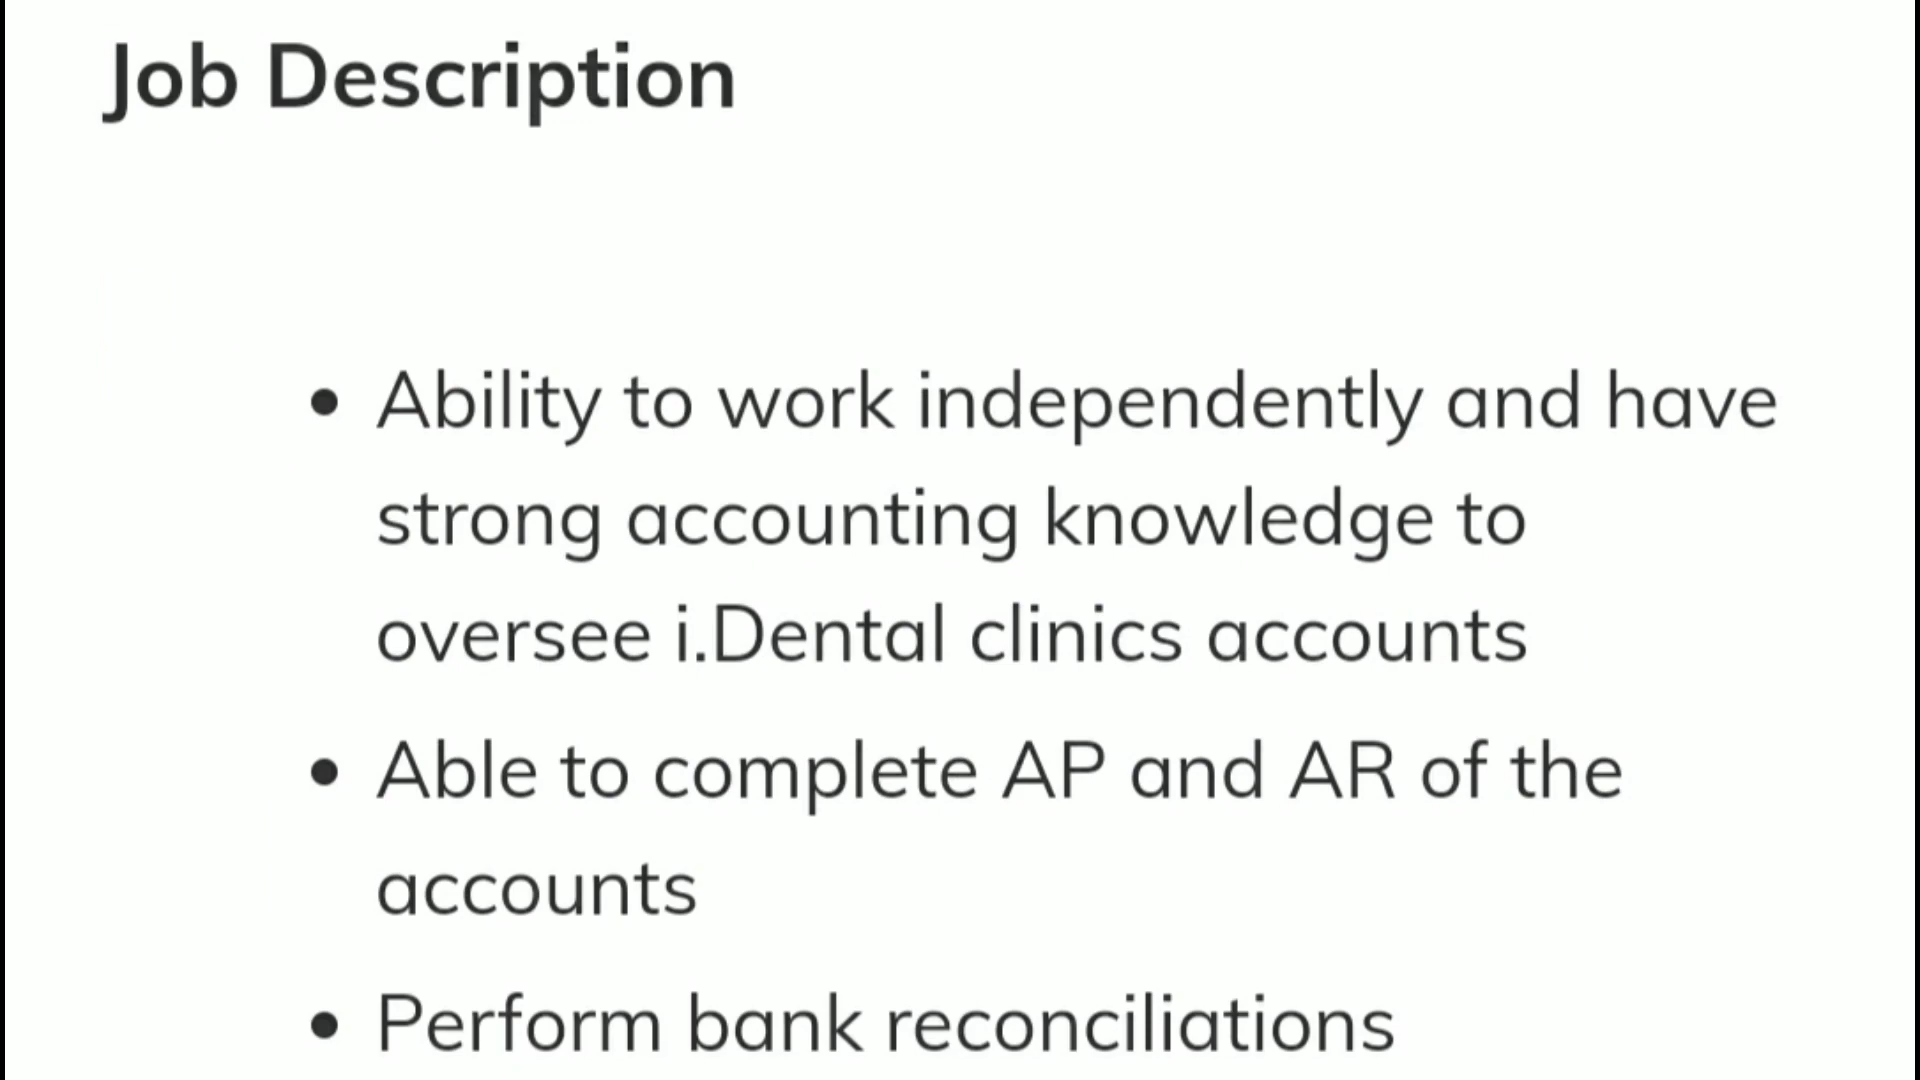 Job Description
• Ability to work independently and have
strong accounting knowledge to
oversee i.Dental clinics accounts
• Able to complete AP and AR of the
accounts
• Perform bank reconciliations